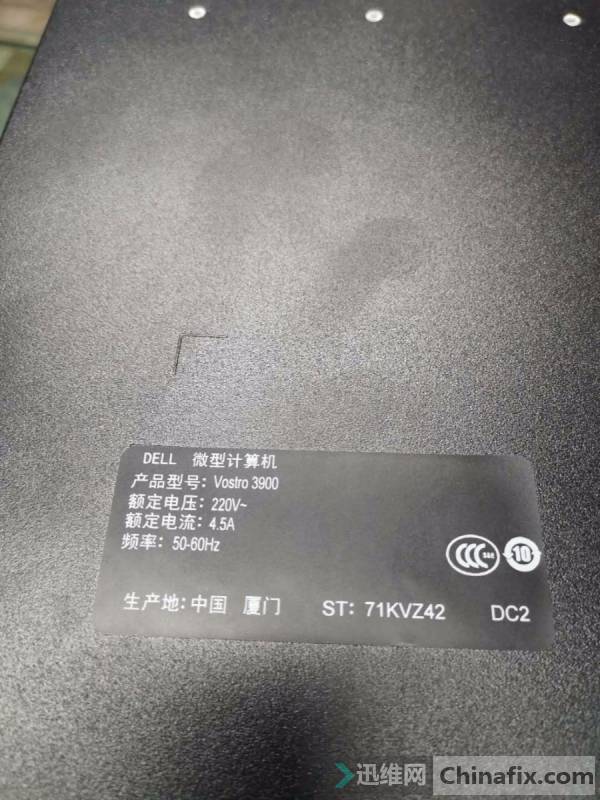 DELL 微型计算机
产品型号: Vostro 3900
额定电压: 220V~
额定电流: 4.5A
频率: 50-60Hz
CCC S&E 10
生产地: 中国 厦门 ST: 71KVZ42 DC2
迅维网 Chinafix.com